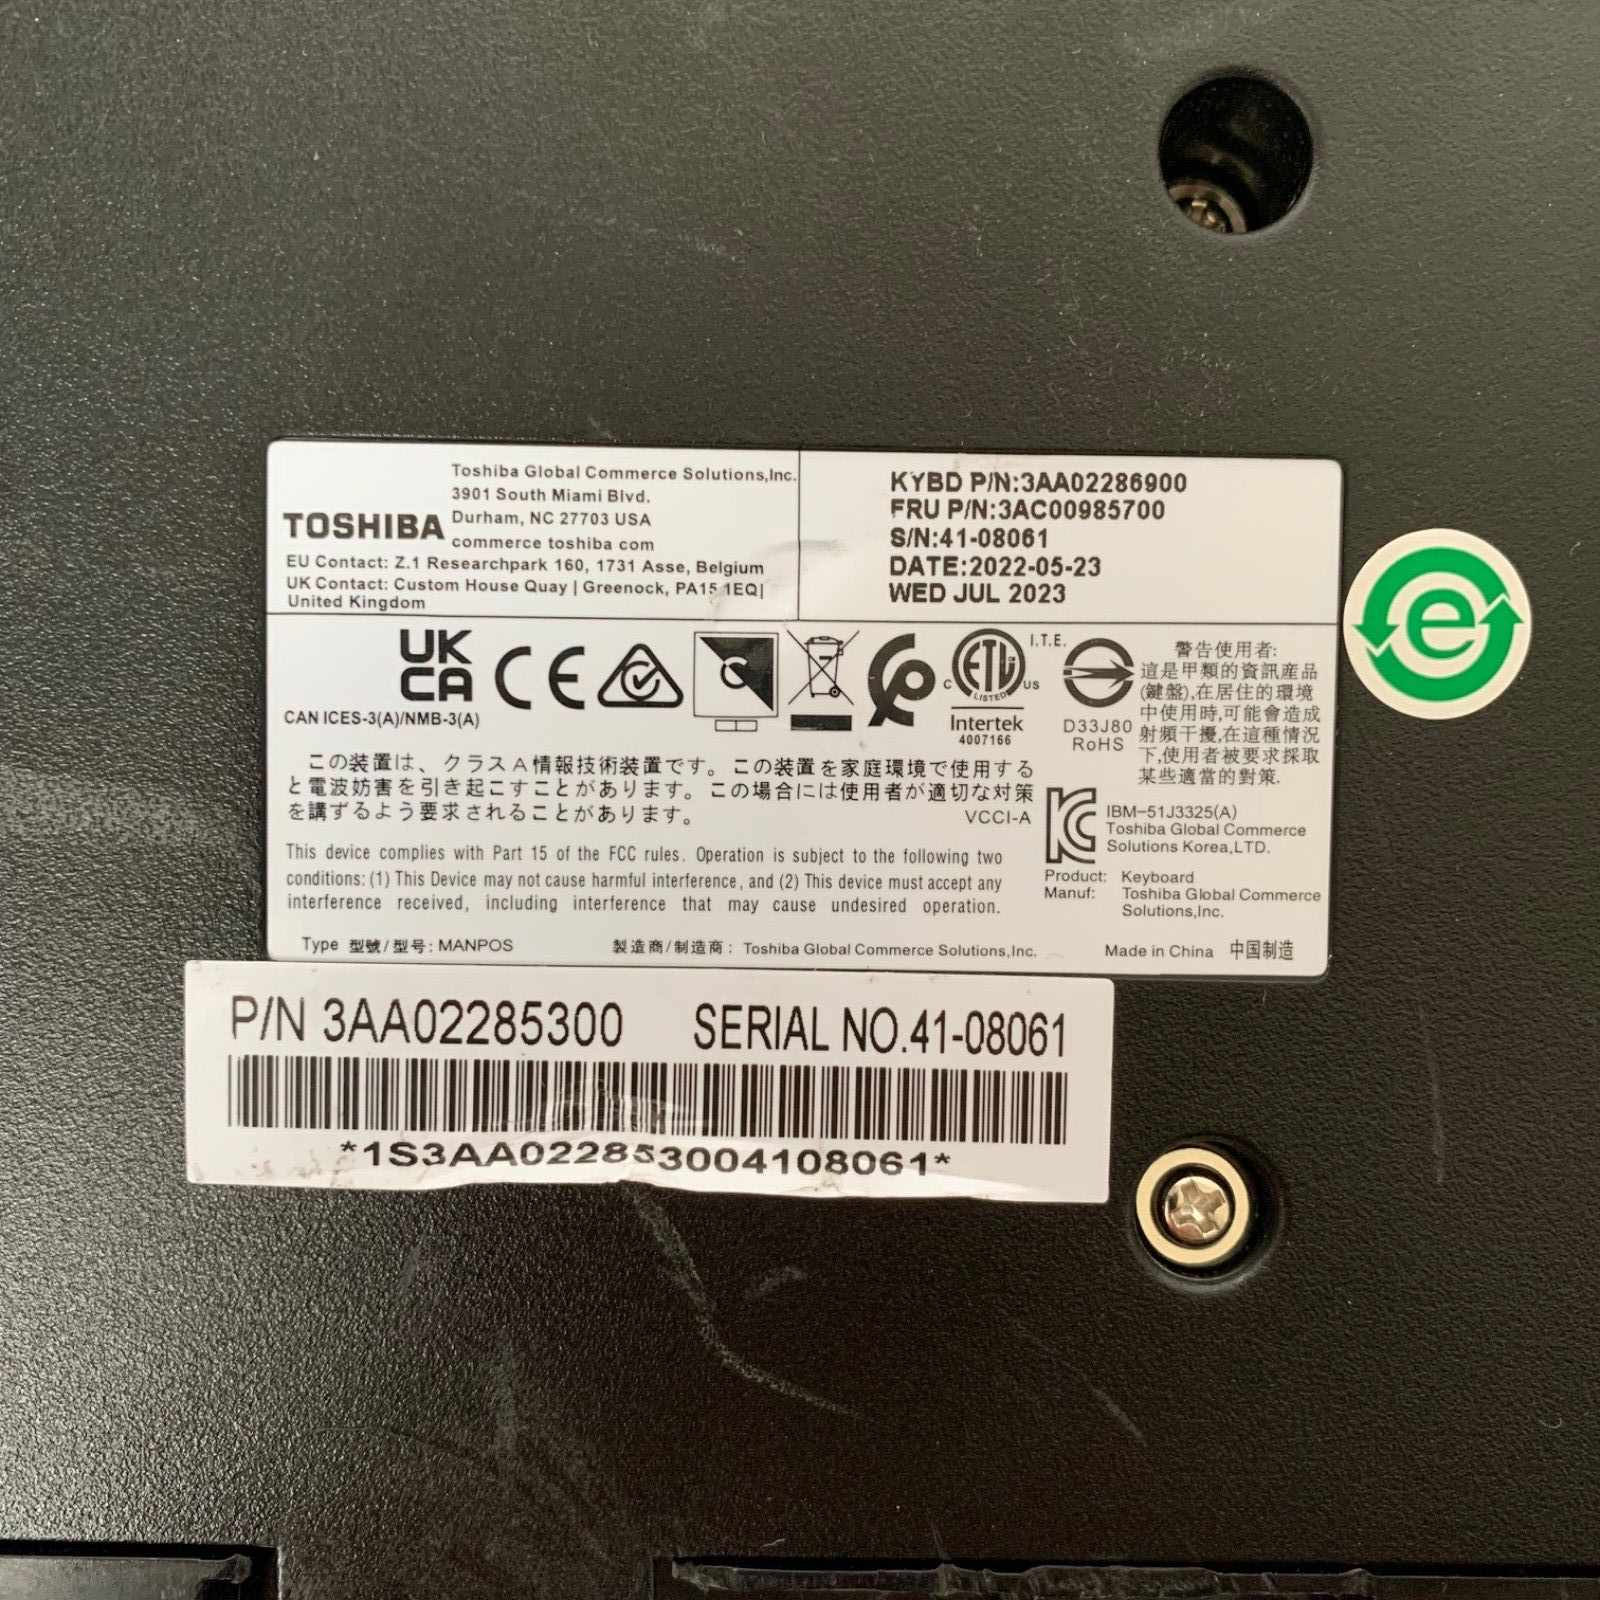 Toshiba Global Commerce Solutions,Inc.
3901 South Miami Blvd.
TOSHIBA Durham, NC 27703 USA
commerce toshiba com
EU Contact: Z.1 Researchpark 160, 1731 Asse, Belgium
UK Contact: Custom House Quay | Greenock, PA15 1EQ|
United Kingdom
KYBD P/N:3AA02286900
FRU P/N:3AC00985700
S/N:41-08061
DATE:2022-05-23
WED JUL 2023
UK
CA
CE
CAN ICES-3(A)/NMB-3(A)
C
ETL
LISTED
C US
I.T.E.
Intertek
4007166
D33J80
RoHS
警告使用者:
這是甲類的資訊産品
(鍵盤),在居住的環境
中使用時,可能會造成
射頻干擾,在這種情況
下,使用者被要求採取
某些適當的對策.
e
この装置は、クラスA情報技術装置です。この装置を家庭環境で使用する
と電波妨害を引き起こすことがあります。この場合には使用者が適切な対策
を講ずるよう要求されることがあります。
VCCI-A
KC
IBM-51J3325(A)
Toshiba Global Commerce
Solutions Korea,LTD.
Product: Keyboard
Manuf: Toshiba Global Commerce
Solutions,Inc.
This device complies with Part 15 of the FCC rules. Operation is subject to the following two
conditions: (1) This Device may not cause harmful interference, and (2) This device must accept any
interference received, including interference that may cause undesired operation.
Type 型號/型号: MANPOS
製造商/制造商: Toshiba Global Commerce Solutions,Inc.
Made in China 中国制造
P/N 3AA02285300 SERIAL NO.41-08061
*1S3AA022853004108061*